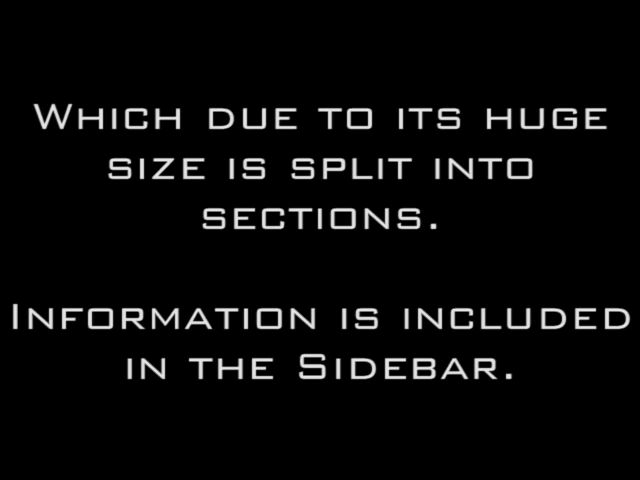 Which due to its huge
size is split into
sections.
Information is included
in the Sidebar.